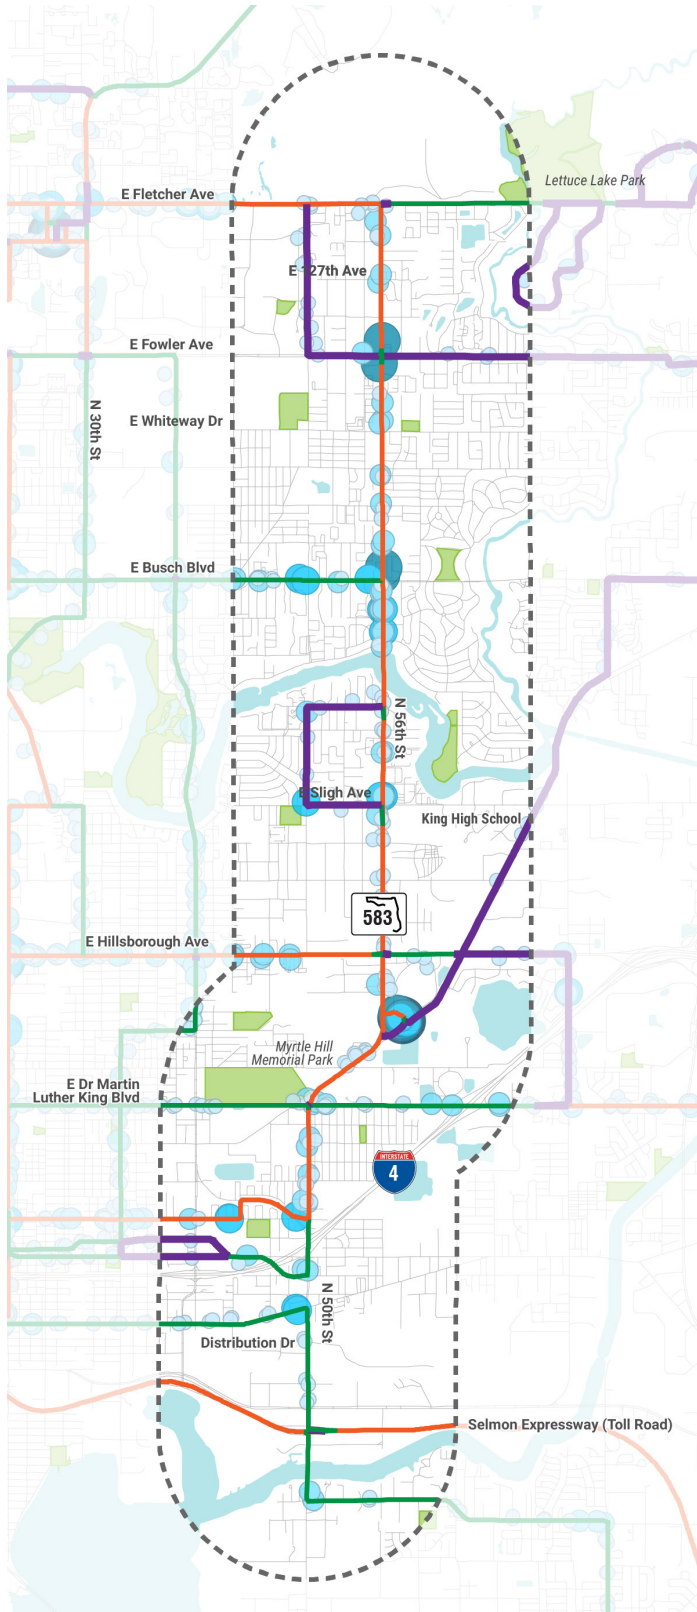 Lettuce Lake Park
E Fletcher Ave
E 127th Ave
E Fowler Ave
N 30th St
E Whiteway Dr
E Busch Blvd
N 56th St
E Sligh Ave
King High School
583
E Hillsborough Ave
Myrtle Hill
Memorial Park
E Dr Martin
Luther King Blvd
INTERSTATE
4
N 50th St
Distribution Dr
Selmon Expressway (Toll Road)